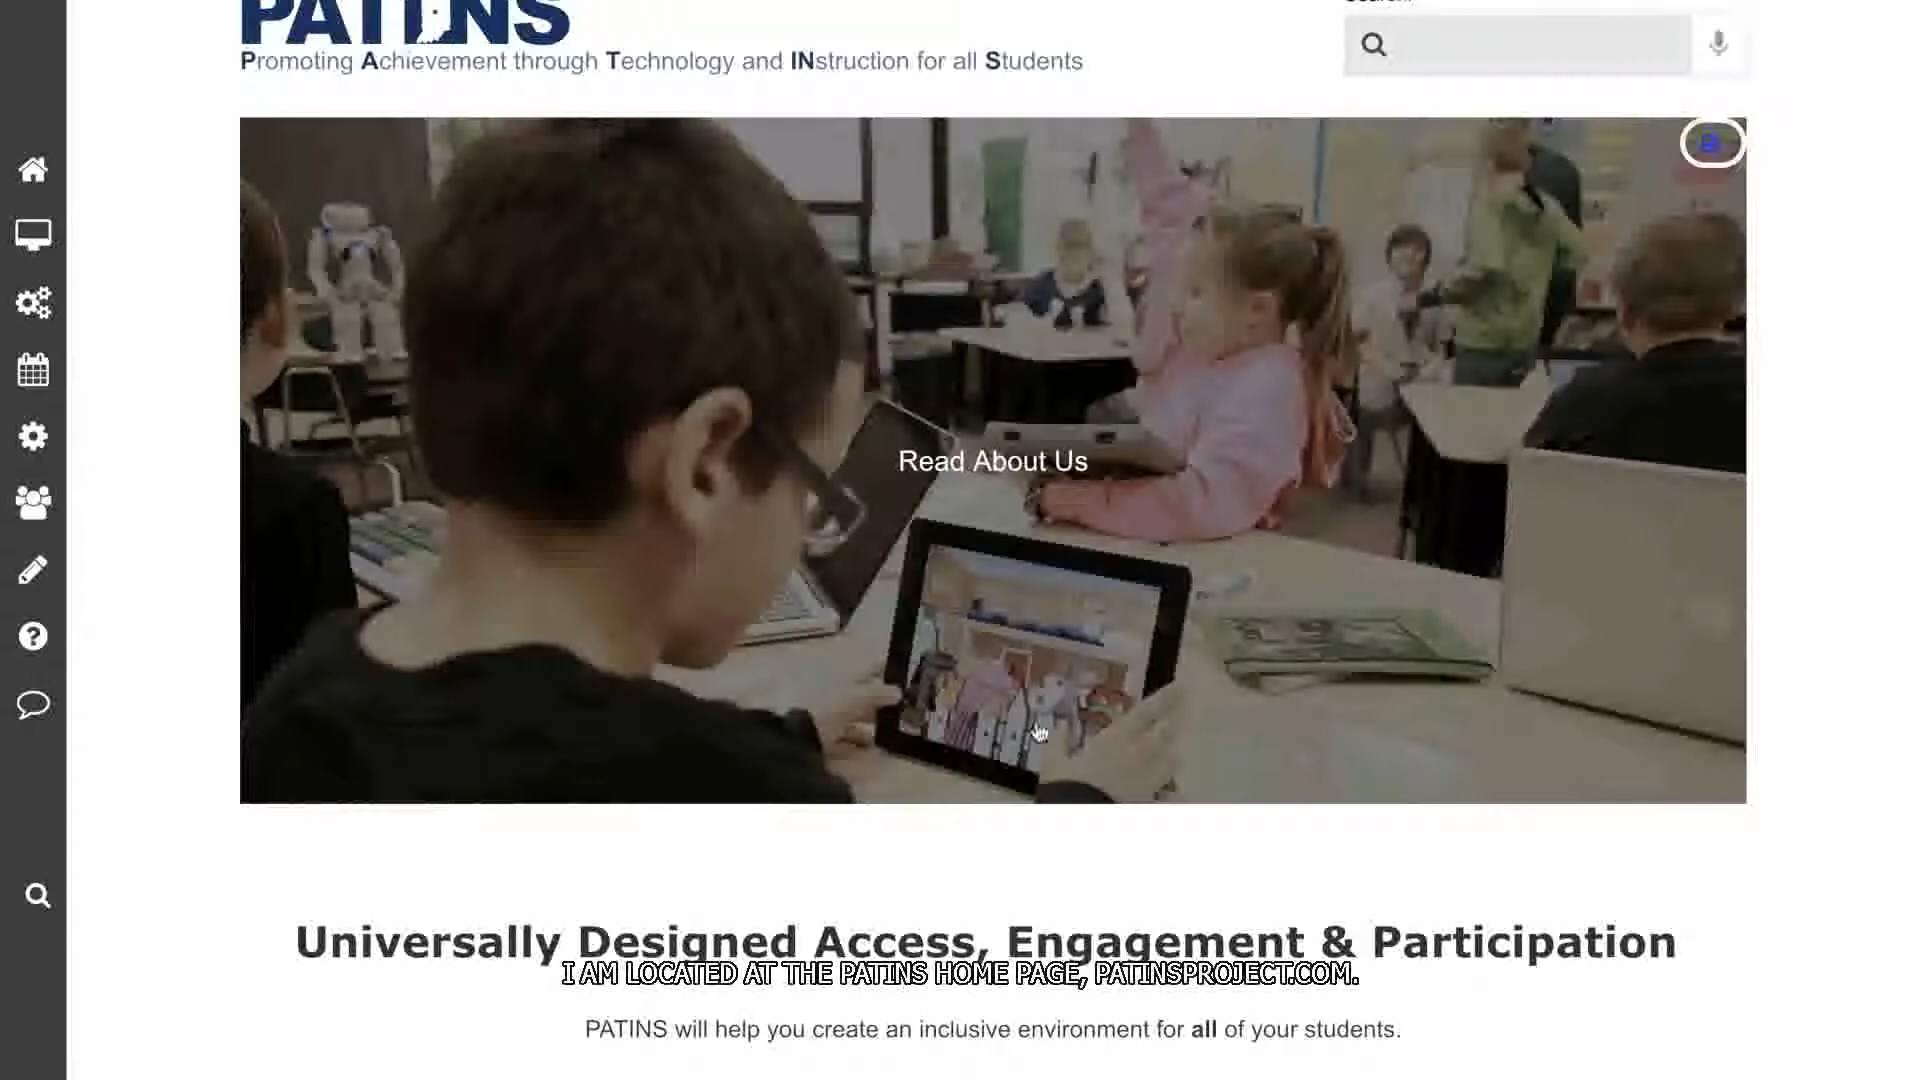 PATINS
Promoting Achievement through Technology and INstruction for all Students
Read About Us
Universally Designed Access, Engagement & Participation
I AM LOCATED AT THE PATINS HOME PAGE, PATINSPROJECT.COM.
PATINS will help you create an inclusive environment for all of your students.